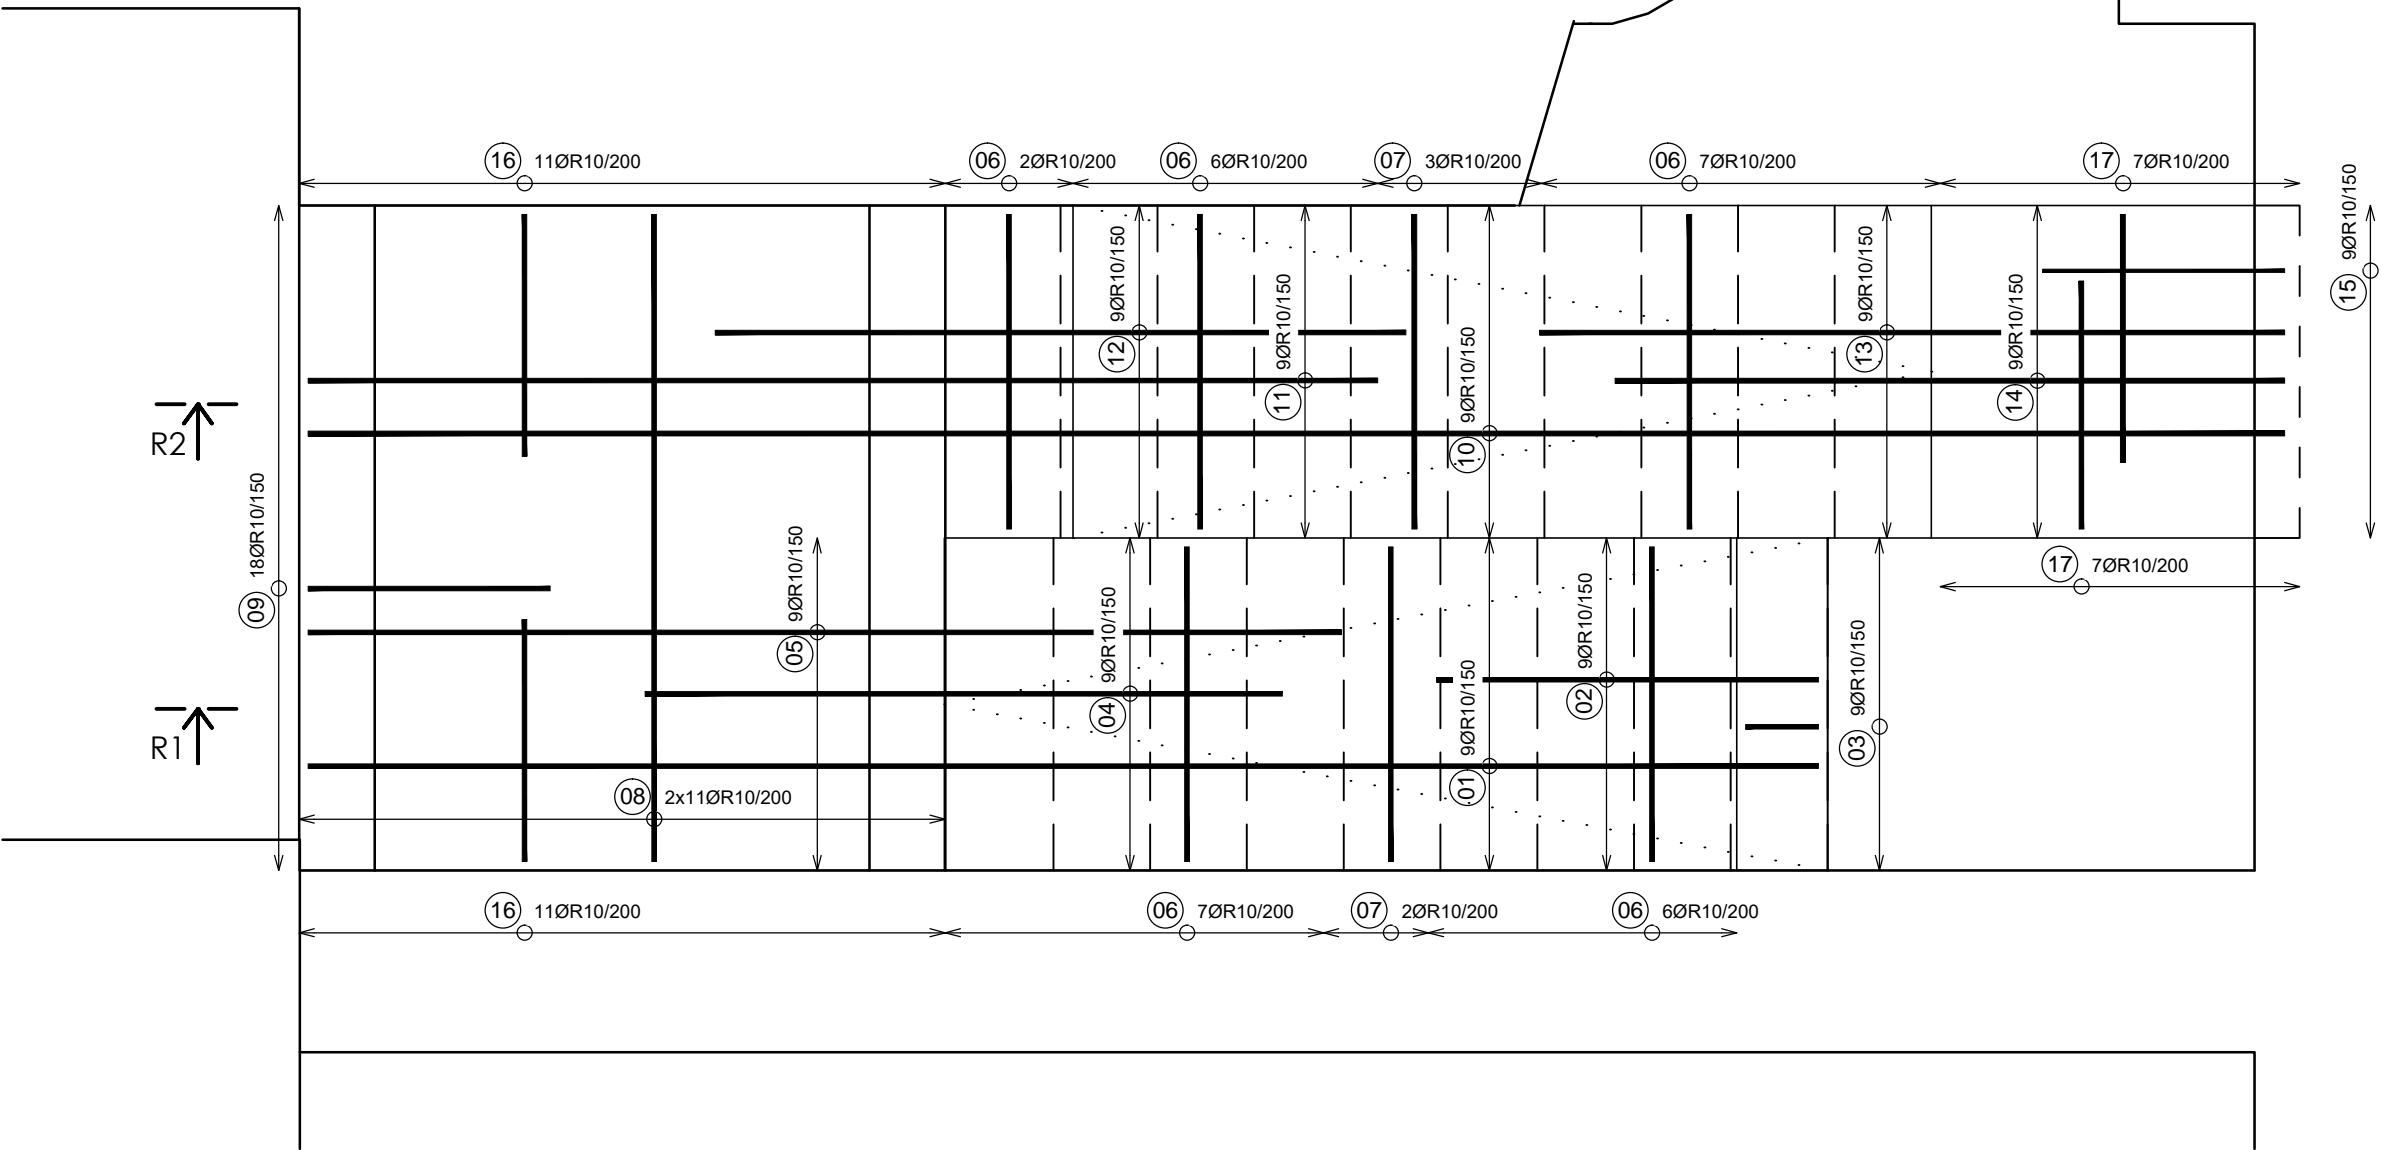 16 11ØR10/200
06 2ØR10/200
06 6ØR10/200
07 3ØR10/200
06 7ØR10/200
17 7ØR10/200
15 9ØR10/150
12 9ØR10/150
11 9ØR10/150
10 9ØR10/150
13 9ØR10/150
14 9ØR10/150
R2
09 18ØR10/150
05 9ØR10/150
04 9ØR10/150
01 9ØR10/150
02 9ØR10/150
03 9ØR10/150
17 7ØR10/200
R1
08 2x11ØR10/200
16 11ØR10/200
06 7ØR10/200
07 2ØR10/200
06 6ØR10/200